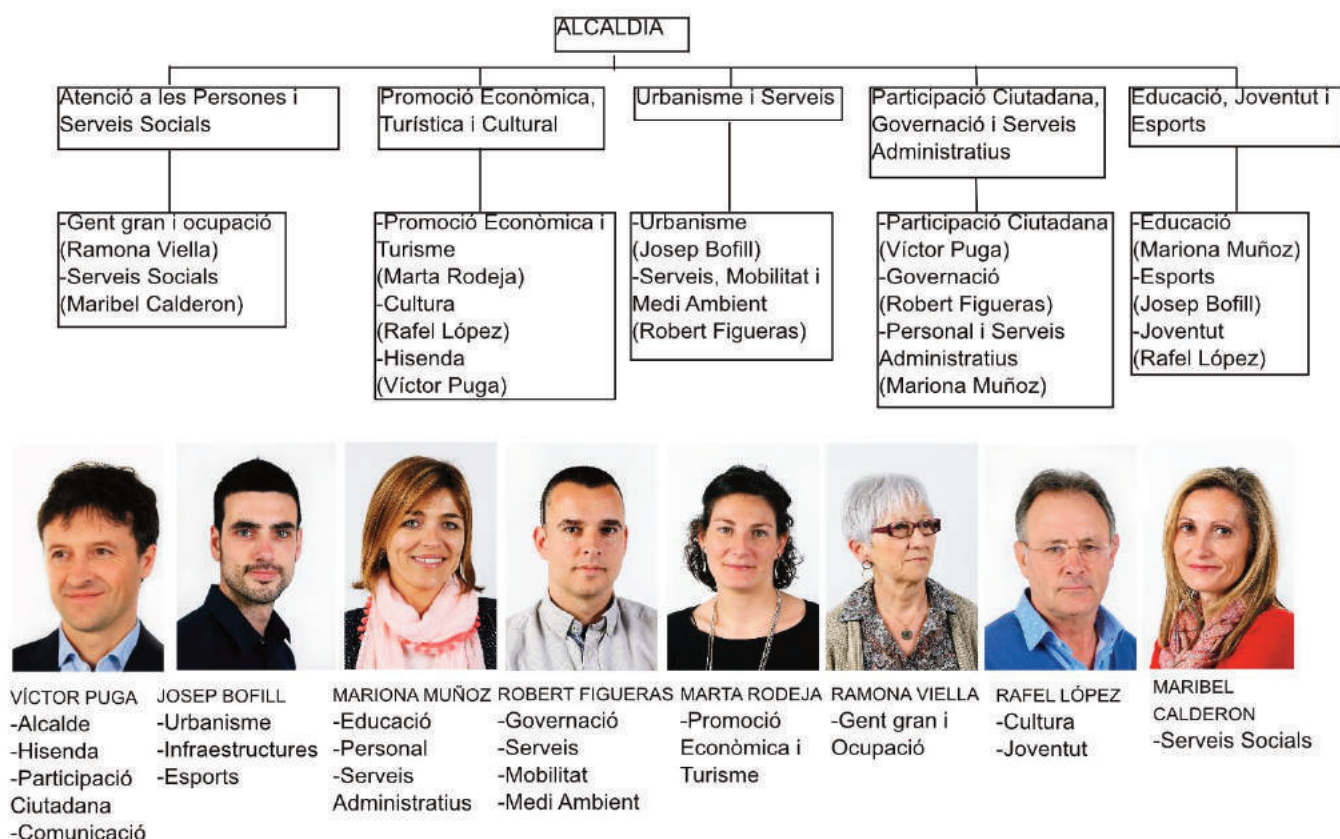 ALCALDIA
Atenció a les Persones i
Serveis Socials
Promoció Econòmica,
Turística i Cultural
Urbanisme i Serveis
Participació Ciutadana,
Governació i Serveis
Administratius
Educació, Joventut i
Esports
-Gent gran i ocupació
(Ramona Viella)
-Serveis Socials
(Maribel Calderon)
-Promoció Econòmica i
Turisme
(Marta Rodeja)
-Cultura
(Rafel López)
-Hisenda
(Víctor Puga)
-Urbanisme
(Josep Bofill)
-Serveis, Mobilitat i
Medi Ambient
(Robert Figueras)
-Participació Ciutadana
(Víctor Puga)
-Governació
(Robert Figueras)
-Personal i Serveis
Administratius
(Mariona Muñoz)
-Educació
(Mariona Muñoz)
-Esports
(Josep Bofill)
-Joventut
(Rafel López)
VÍCTOR PUGA
-Alcalde
-Hisenda
-Participació
Ciutadana
-Comunicació
JOSEP BOFILL
-Urbanisme
-Infraestructures
-Esports
MARIONA MUÑOZ
-Educació
-Personal
-Serveis
Administratius
ROBERT FIGUERAS
-Governació
-Serveis
-Mobilitat
-Medi Ambient
MARTA RODEJA
-Promoció
Econòmica i
Turisme
RAMONA VIELLA
-Gent gran i
Ocupació
RAFEL LÓPEZ
-Cultura
-Joventut
MARIBEL
CALDERON
-Serveis Socials